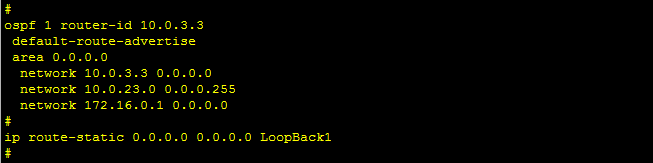 #
ospf 1 router-id 10.0.3.3
 default-route-advertise
 area 0.0.0.0
  network 10.0.3.3 0.0.0.0
  network 10.0.23.0 0.0.0.255
  network 172.16.0.1 0.0.0.0
#
ip route-static 0.0.0.0 0.0.0.0 LoopBack1
#